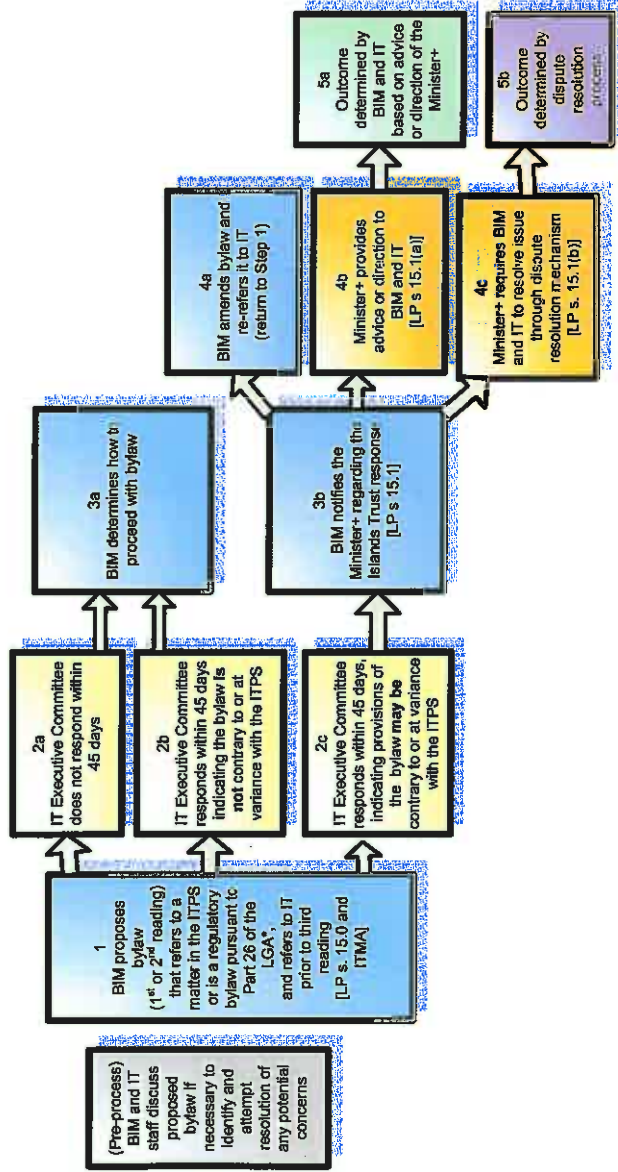 (Pre-process)
BIM and IT
staff discuss
proposed
bylaw if
necessary to
identify and
attempt
resolution of
any potential
concerns
1
BIM proposes
bylaw
(1st or 2nd reading)
that refers to a
matter in the ITPS
or is a regulatory
bylaw pursuant to
Part 26 of the
LGA*,
and refers to IT
prior to third
reading
[LP s. 15.0 and
ITMA]
2a
IT Executive Committee
does not respond within
45 days
2b
IT Executive Committee
responds within 45 days
indicating the bylaw is
not contrary to or at
variance with the ITPS
2c
IT Executive Committee
responds within 45 days,
indicating provisions of
the bylaw may be
contrary to or at variance
with the ITPS
3a
BIM determines how to
proceed with bylaw
3b
BIM notifies the
Minister+ regarding the
Islands Trust response
[LP s 15.1]
4a
BIM amends bylaw and
re-refers it to IT
(return to Step 1)
4b
Minister+ provides
advice or direction to
BIM and IT
[LP s 15.1(a)]
4c
Minister+ requires BIM
and IT to resolve issue
through dispute
resolution mechanism
[LP s. 15.1(b)]
5a
Outcome
determined by
BIM and IT
based on advice
or direction of the
Minister+
5b
Outcome
determined by
dispute
resolution
process